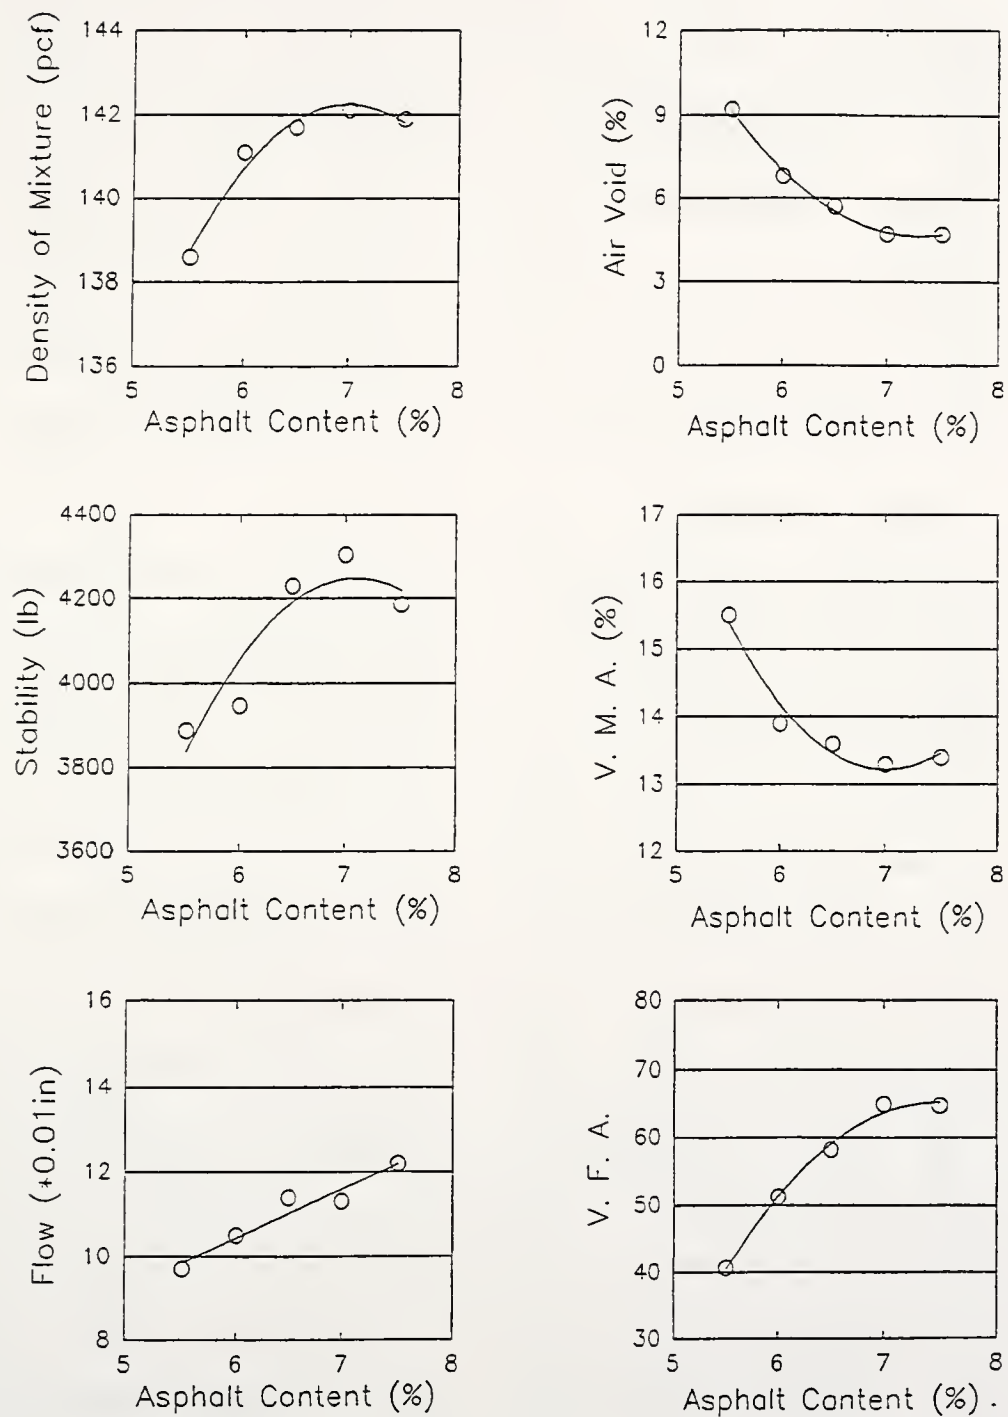 Density of Mixture (pcf)
144
142
140
138
136
5 6 7 8
Asphalt Content (%)
Air Void (%)
12
9
6
3
0
5 6 7 8
Asphalt Content (%)
Stability (lb)
4400
4200
4000
3800
3600
5 6 7 8
Asphalt Content (%)
V. M. A. (%)
17
16
15
14
13
12
5 6 7 8
Asphalt Content (%)
Flow (*0.01in)
16
14
12
10
8
5 6 7 8
Asphalt Content (%)
V. F. A.
80
70
60
50
40
30
5 6 7 8
Asphalt Content (%) .